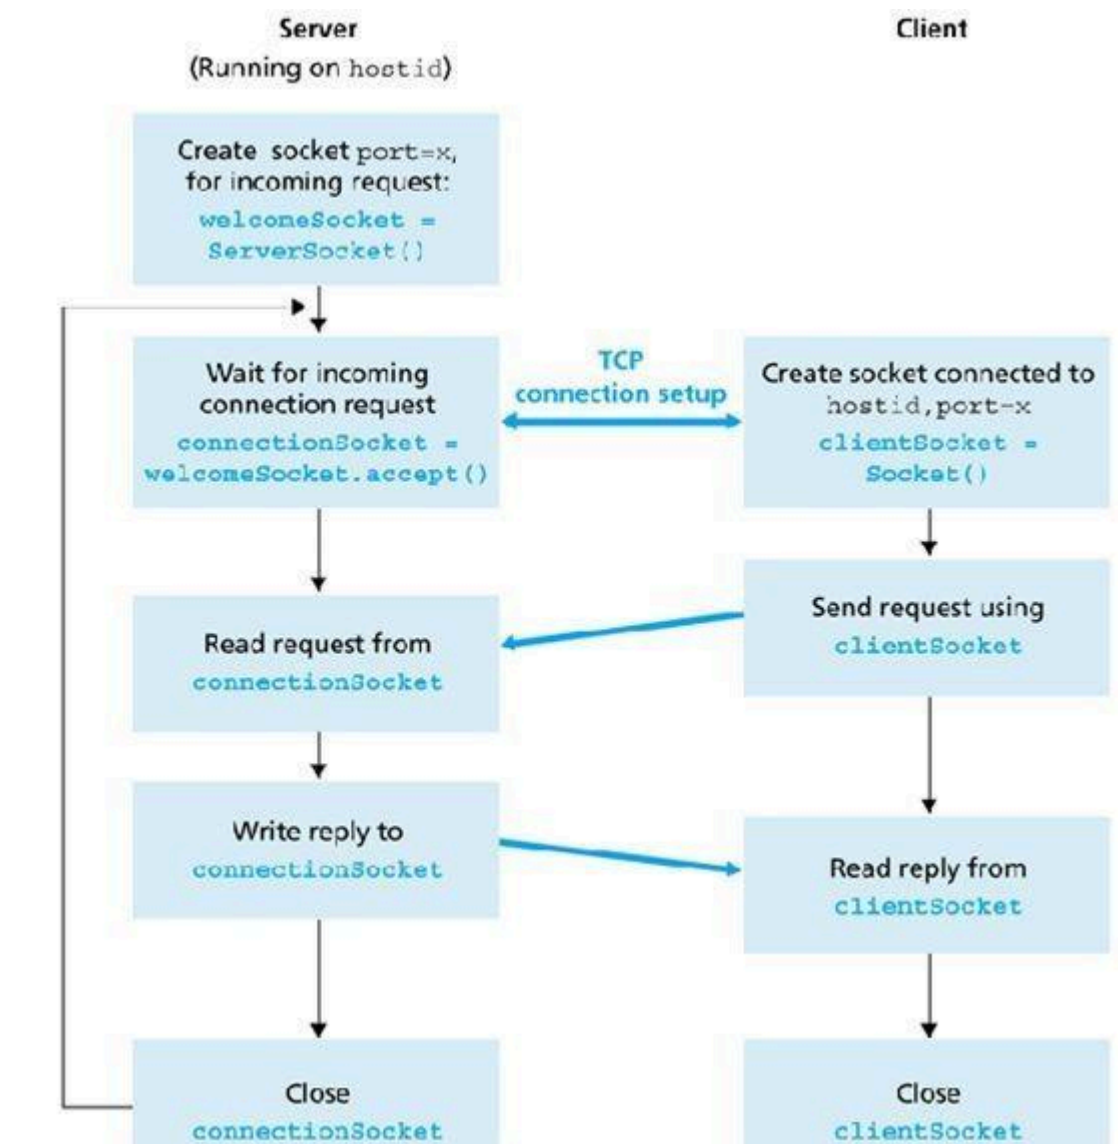 Server
(Running on hostid)
Create socket port=x,
for incoming request:
welcomeSocket =
ServerSocket()
Wait for incoming
connection request
connectionSocket =
welcomeSocket.accept()
Read request from
connectionSocket
Write reply to
connectionSocket
Close
connectionSocket
TCP
connection setup
Client
Create socket connected to
hostid,port=x
clientSocket =
Socket()
Send request using
clientSocket
Read reply from
clientSocket
Close
clientSocket